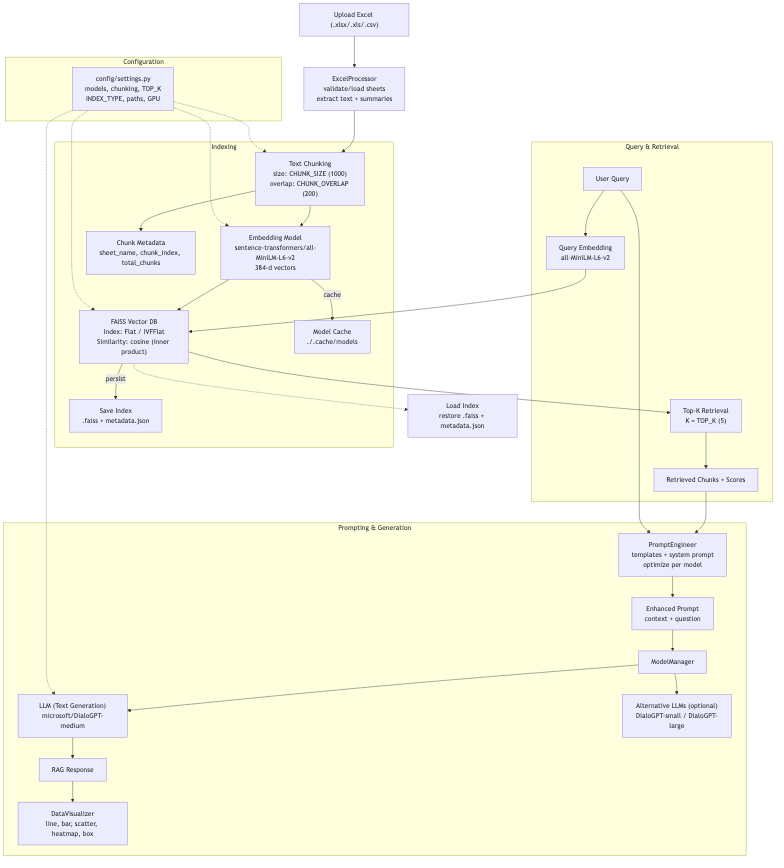 Upload Excel
(.xlsx/.xls/.csv)
Configuration
config/settings.py
models, chunking, TOP_K
INDEX_TYPE, paths, GPU
ExcelProcessor
validate/load sheets
extract text + summaries
Indexing
Text Chunking
size: CHUNK_SIZE (1000)
overlap: CHUNK_OVERLAP
(200)
Chunk Metadata
sheet_name, chunk_index,
total_chunks
Embedding Model
sentence-transformers/all-
MiniLM-L6-v2
384-d vectors
cache
FAISS Vector DB
Index: Flat / IVFFlat
Similarity: cosine (inner
product)
Model Cache
./.cache/models
persist
Save Index
.faiss + metadata.json
Load Index
restore .faiss +
metadata.json
Query & Retrieval
User Query
Query Embedding
all-MiniLM-L6-v2
Top-K Retrieval
K = TOP_K (5)
Retrieved Chunks + Scores
Prompting & Generation
PromptEngineer
templates + system prompt
optimize per model
Enhanced Prompt
context + question
ModelManager
LLM (Text Generation)
microsoft/DialoGPT-
medium
Alternative LLMs (optional)
DialoGPT-small / DialoGPT-
large
RAG Response
DataVisualizer
line, bar, scatter,
heatmap, box